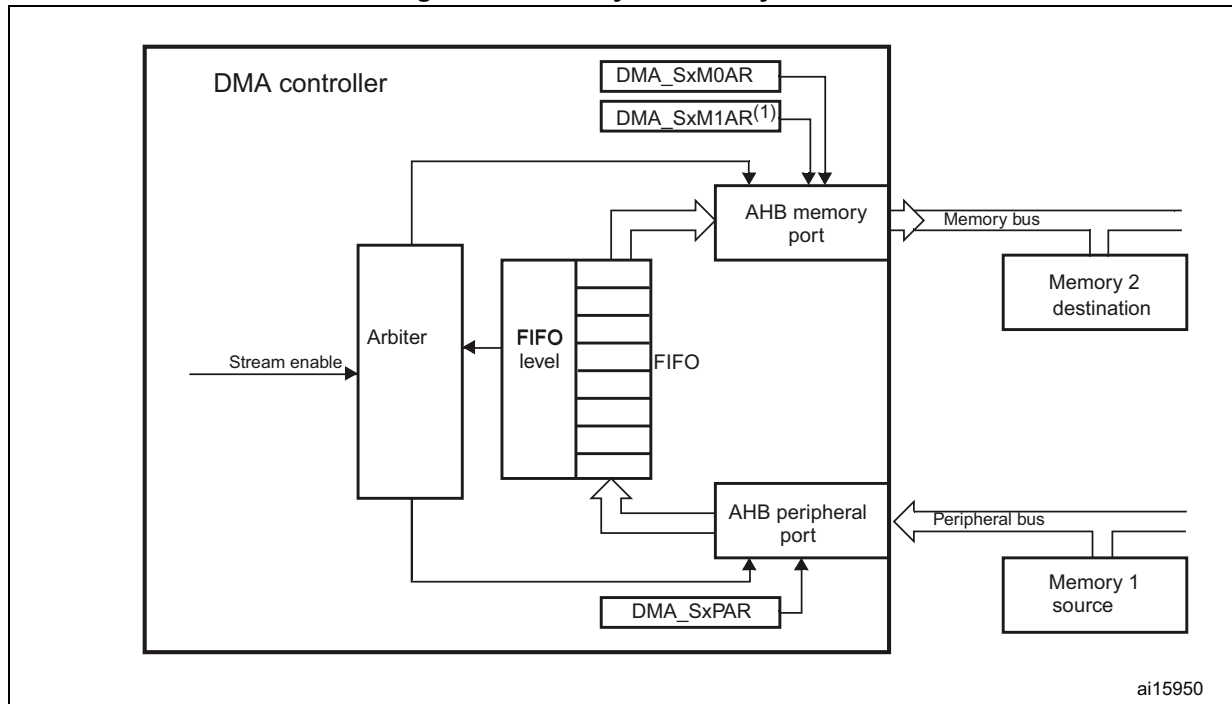 DMA controller
DMA_SxM0AR
DMA_SxM1AR(1)
AHB memory
port
Memory bus
Memory 2
destination
Arbiter
FIFO
level
FIFO
Stream enable
AHB peripheral
port
Peripheral bus
Memory 1
source
DMA_SxPAR
ai15950